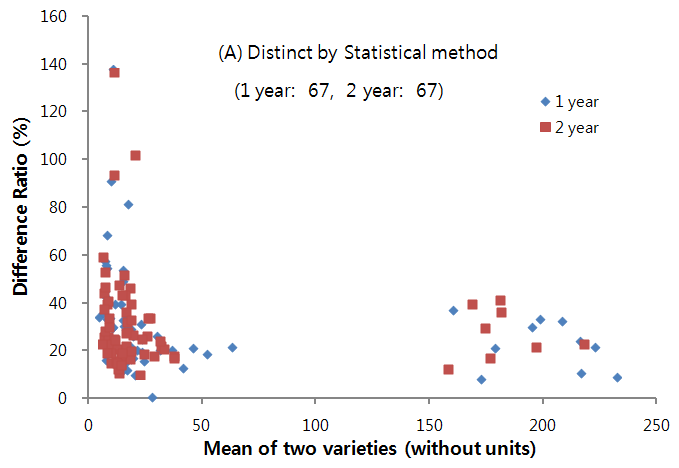 160
140
120
100
80
60
40
20
0
Difference Ratio (%)
(A) Distinct by Statistical method
(1 year: 67, 2 year: 67)
1 year
2 year
0 50 100 150 200 250
Mean of two varieties (without units)